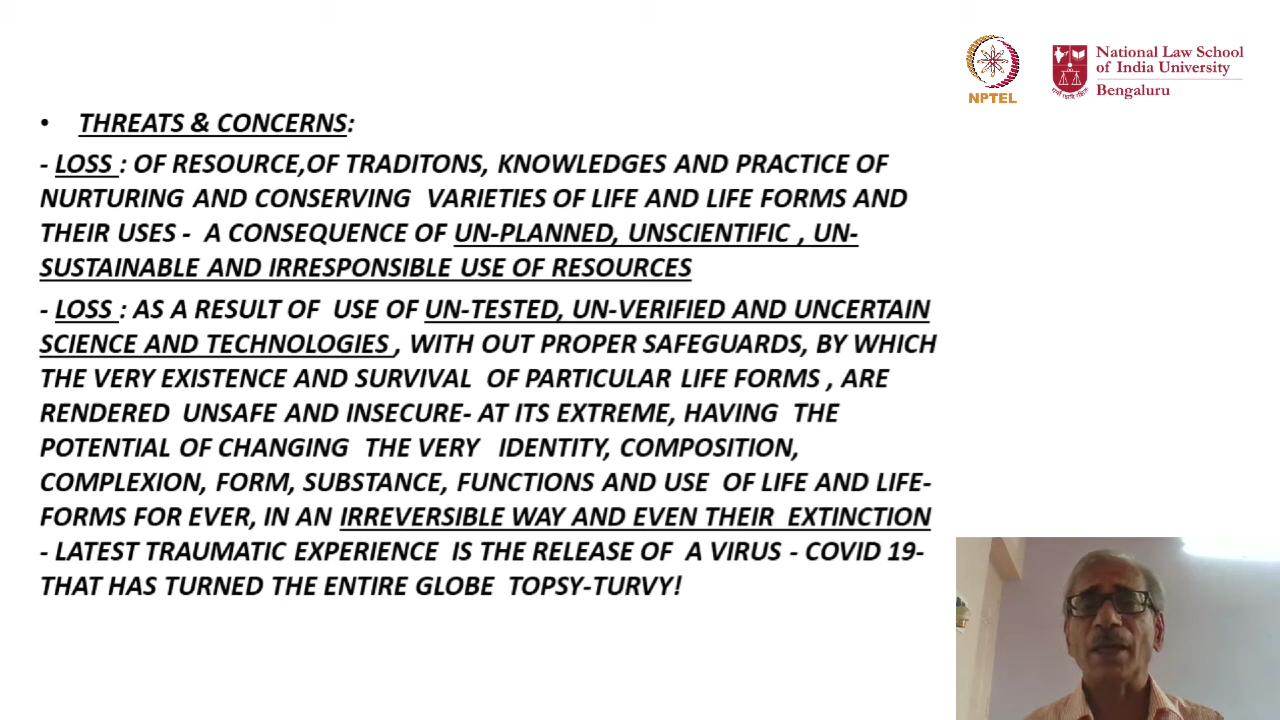 NPTEL
National Law School
of India University
Bengaluru
• THREATS & CONCERNS:
- LOSS : OF RESOURCE,OF TRADITONS, KNOWLEDGES AND PRACTICE OF
NURTURING AND CONSERVING VARIETIES OF LIFE AND LIFE FORMS AND
THEIR USES - A CONSEQUENCE OF UN-PLANNED, UNSCIENTIFIC , UN-
SUSTAINABLE AND IRRESPONSIBLE USE OF RESOURCES
- LOSS : AS A RESULT OF USE OF UN-TESTED, UN-VERIFIED AND UNCERTAIN
SCIENCE AND TECHNOLOGIES , WITH OUT PROPER SAFEGUARDS, BY WHICH
THE VERY EXISTENCE AND SURVIVAL OF PARTICULAR LIFE FORMS , ARE
RENDERED UNSAFE AND INSECURE- AT ITS EXTREME, HAVING THE
POTENTIAL OF CHANGING THE VERY IDENTITY, COMPOSITION,
COMPLEXION, FORM, SUBSTANCE, FUNCTIONS AND USE OF LIFE AND LIFE-
FORMS FOR EVER, IN AN IRREVERSIBLE WAY AND EVEN THEIR EXTINCTION
- LATEST TRAUMATIC EXPERIENCE IS THE RELEASE OF A VIRUS - COVID 19-
THAT HAS TURNED THE ENTIRE GLOBE TOPSY-TURVY!